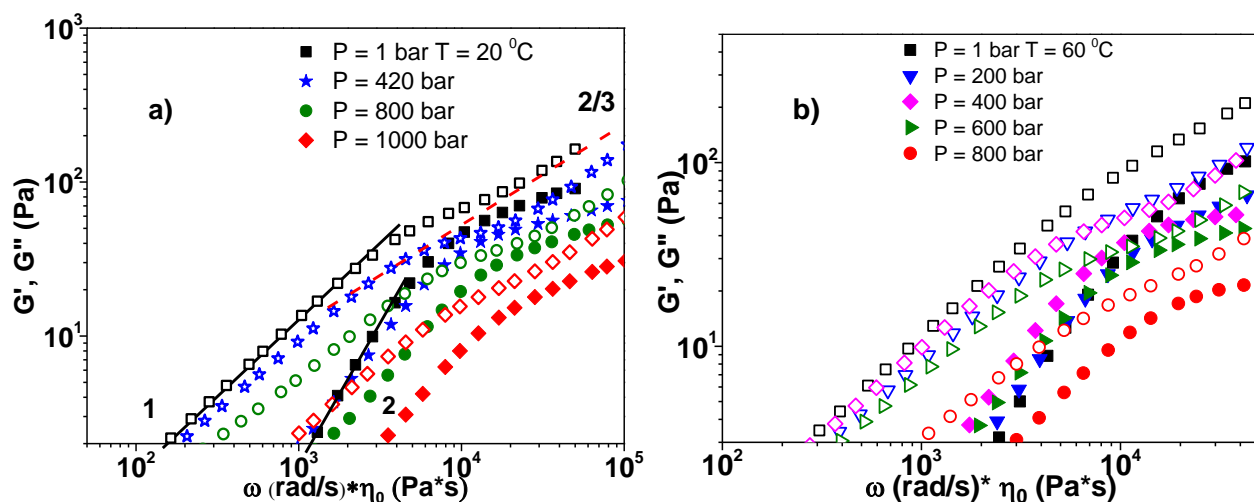 a)
P = 1 bar T = 20 ⁰C
P = 420 bar
P = 800 bar
P = 1000 bar
2/3
1
2
10³
10²
10¹
10² 10³ 10⁴ 10⁵
G', G'' (Pa)
ω (rad/s)*η₀ (Pa*s)
b)
P = 1 bar T = 60 ⁰C
P = 200 bar
P = 400 bar
P = 600 bar
P = 800 bar
10²
10¹
10² 10³ 10⁴
G', G'' (Pa)
ω (rad/s)* η₀ (Pa*s)